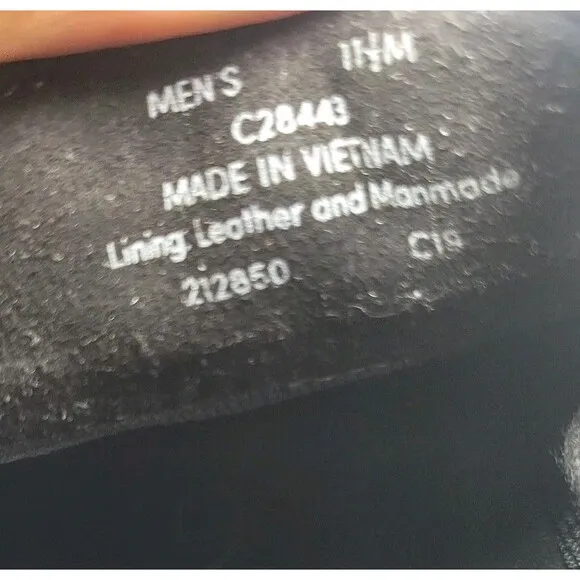 MEN'S 11½M
C28443
MADE IN VIETNAM
Lining: Leather and Manmade
212850 C19